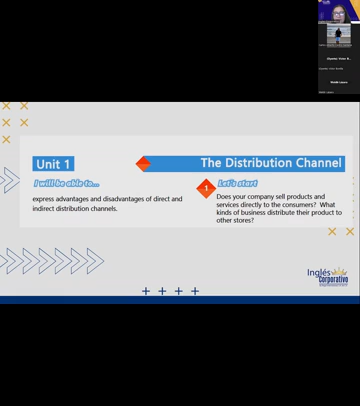 Unit 1
The Distribution Channel
I will be able to...
express advantages and disadvantages of direct and
indirect distribution channels.
1
Let's start
Does your company sell products and
services directly to the consumers? What
kinds of business distribute their product to
other stores?
Inglés
Corporativo